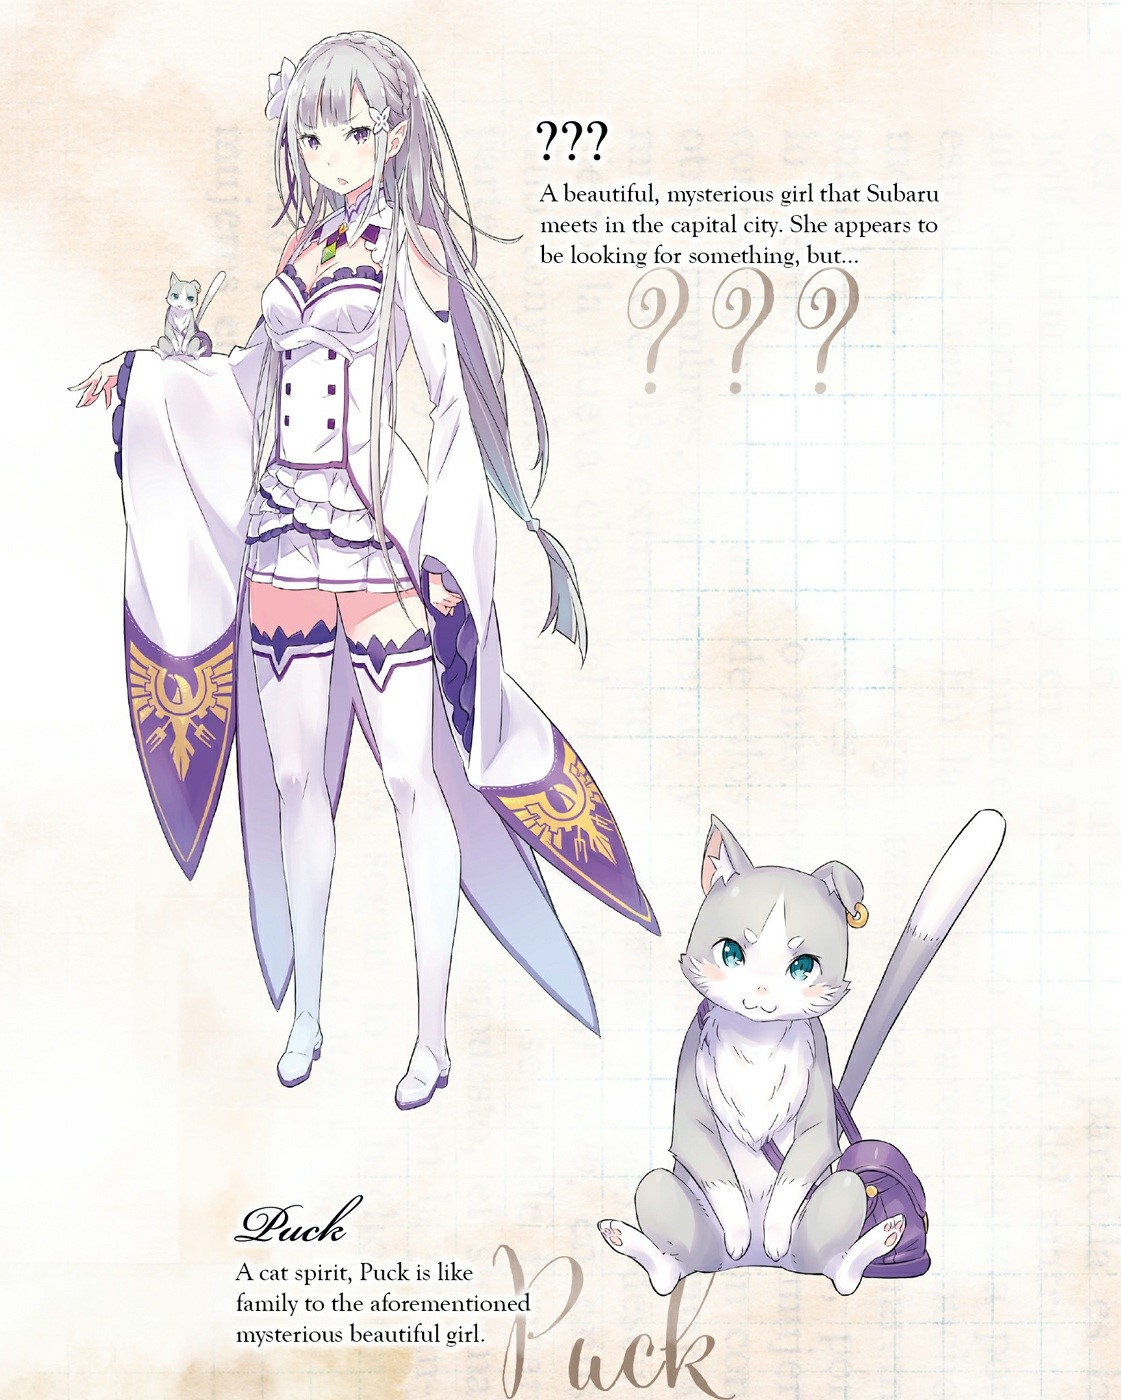 ???
A beautiful, mysterious girl that Subaru
meets in the capital city. She appears to
be looking for something, but...
???
Puck
A cat spirit, Puck is like
family to the aforementioned
mysterious beautiful girl.
Puck